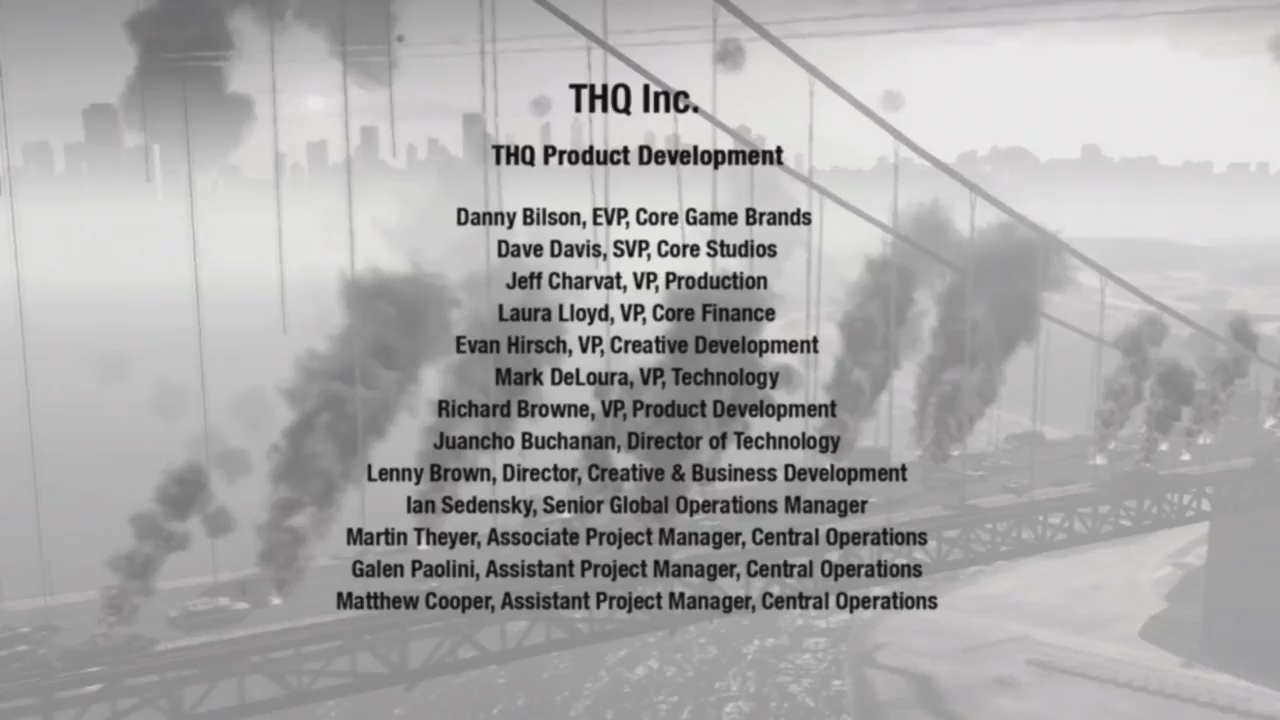 THQ Inc.
THQ Product Development
Danny Bilson, EVP, Core Game Brands
Dave Davis, SVP, Core Studios
Jeff Charvat, VP, Production
Laura Lloyd, VP, Core Finance
Evan Hirsch, VP, Creative Development
Mark DeLoura, VP, Technology
Richard Browne, VP, Product Development
Juancho Buchanan, Director of Technology
Lenny Brown, Director, Creative & Business Development
Ian Sedensky, Senior Global Operations Manager
Martin Theyer, Associate Project Manager, Central Operations
Galen Paolini, Assistant Project Manager, Central Operations
Matthew Cooper, Assistant Project Manager, Central Operations